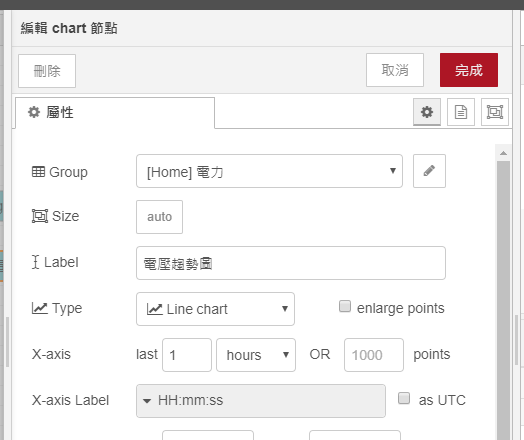 編輯 chart 節點
刪除 取消 完成
屬性
Group [Home] 電力
Size auto
Label 電壓趨勢圖
Type Line chart enlarge points
X-axis last 1 hours OR 1000 points
X-axis Label HH:mm:ss as UTC